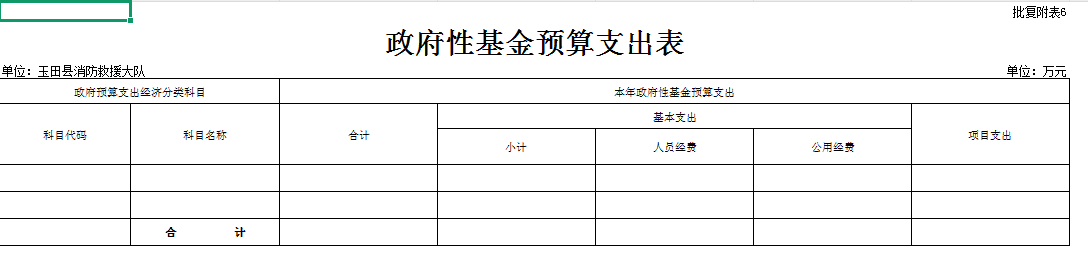 批复附表6
政府性基金预算支出表
单位：玉田县消防救援大队 单位：万元
政府预算支出经济分类科目 本年政府性基金预算支出
科目代码 科目名称 合计 基本支出 项目支出
小计 人员经费 公用经费
合 计